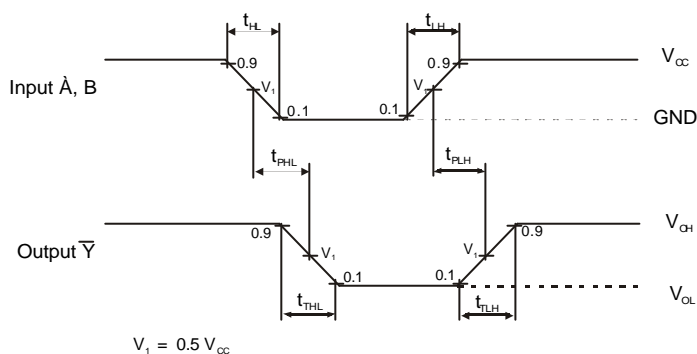 tHL
tLH
0.9
0.9
VCC
Input À, B
V1
V1
0.1
0.1
GND
tPHL
tPLH
Output Y̅
0.9
0.9
VOH
V1
V1
0.1
0.1
VOL
tTHL
tTLH
V1 = 0.5 VCC